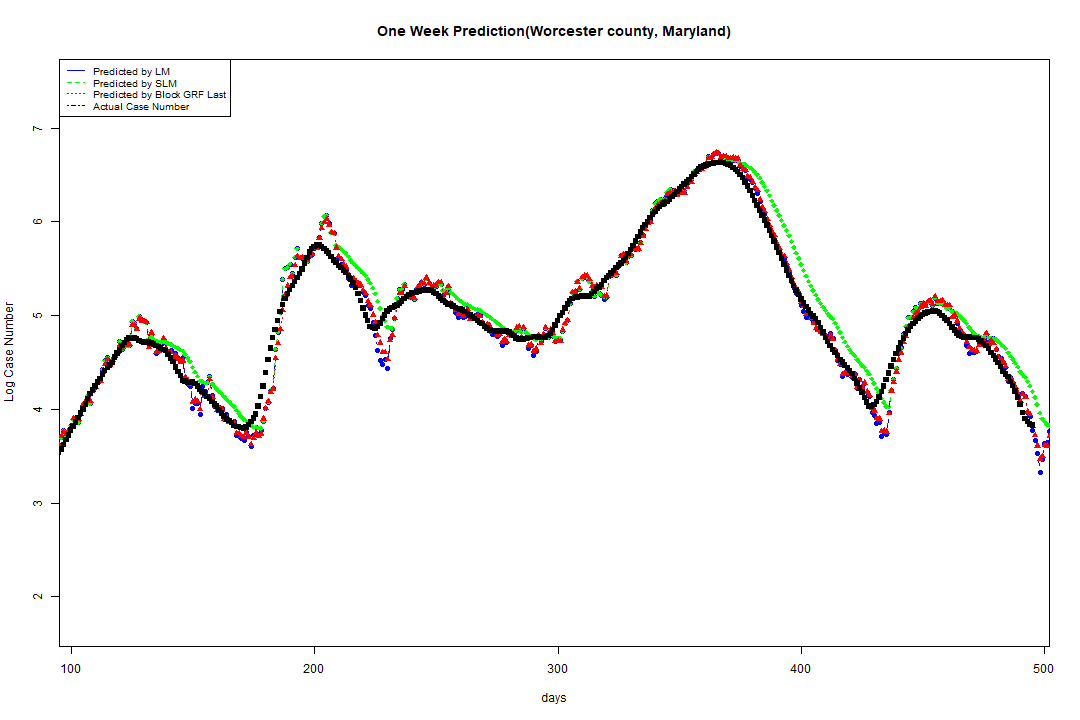 One Week Prediction(Worcester county, Maryland)
Predicted by LM
Predicted by SLM
Predicted by Block GRF Last
Actual Case Number
Log Case Number
7
6
5
4
3
2
100 200 300 400 500
days